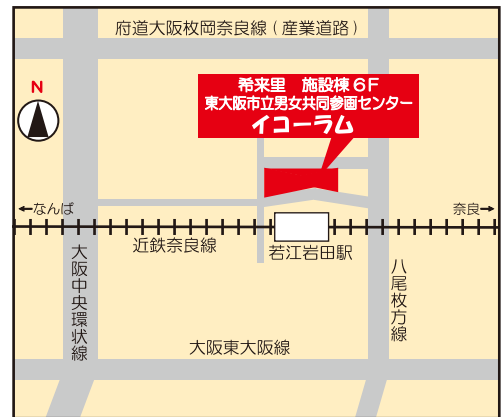 府道大阪枚岡奈良線(産業道路)
N
希来里 施設棟6F
東大阪市立男女共同参画センター
イコーラム
←なんば
奈良→
近鉄奈良線
若江岩田駅
大阪中央環状線
八尾枚方線
大阪東大阪線